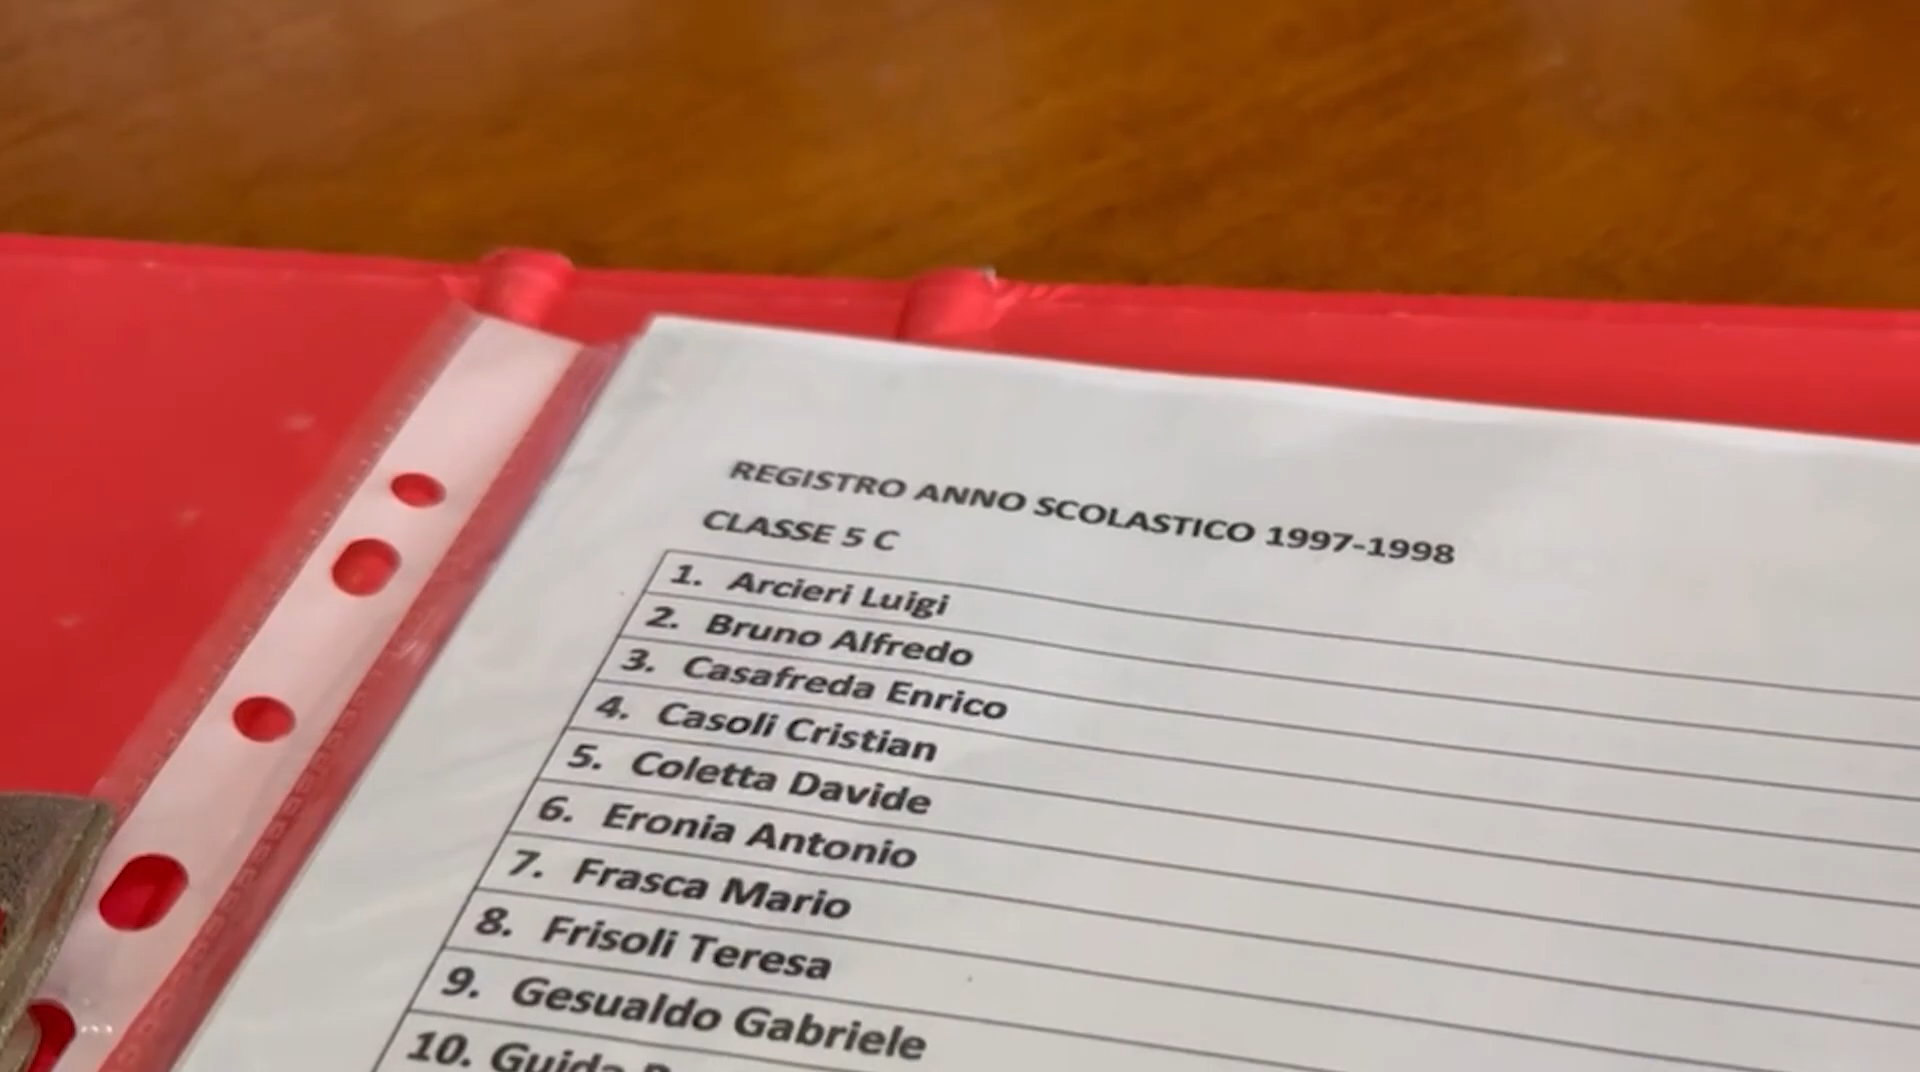 REGISTRO ANNO SCOLASTICO 1997-1998
CLASSE 5 C
1. Arcieri Luigi
2. Bruno Alfredo
3. Casafreda Enrico
4. Casoli Cristian
5. Coletta Davide
6. Eronia Antonio
7. Frasca Mario
8. Frisoli Teresa
9. Gesualdo Gabriele
10. Guida